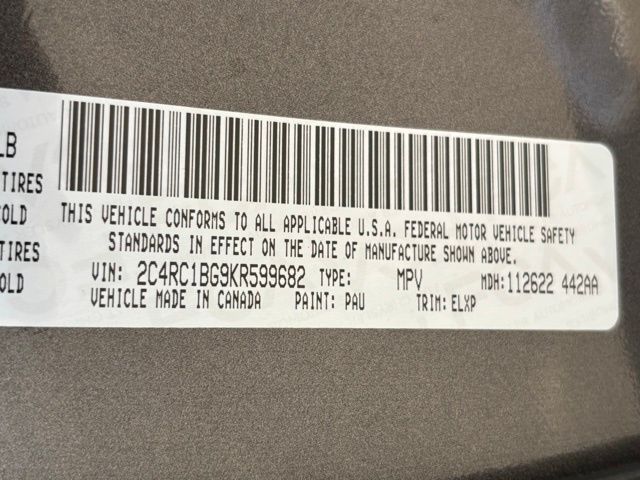 LB
TIRES
COLD
TIRES
OLD
THIS VEHICLE CONFORMS TO ALL APPLICABLE U.S.A. FEDERAL MOTOR VEHICLE SAFETY
STANDARDS IN EFFECT ON THE DATE OF MANUFACTURE SHOWN ABOVE.
VIN: 2C4RC1BG9KR599682 TYPE: MPV MDH: 112622 442AA
VEHICLE MADE IN CANADA PAINT: PAU TRIM: ELXP